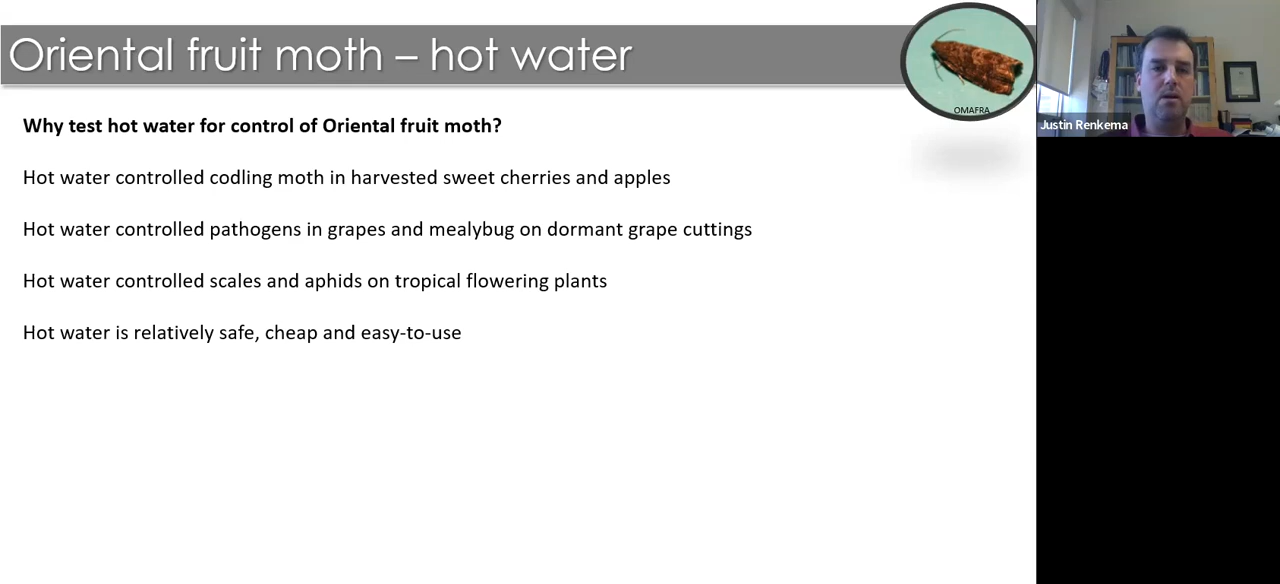 Oriental fruit moth – hot water
OMAFRA
Justin Renkema
Why test hot water for control of Oriental fruit moth?
Hot water controlled codling moth in harvested sweet cherries and apples
Hot water controlled pathogens in grapes and mealybug on dormant grape cuttings
Hot water controlled scales and aphids on tropical flowering plants
Hot water is relatively safe, cheap and easy-to-use